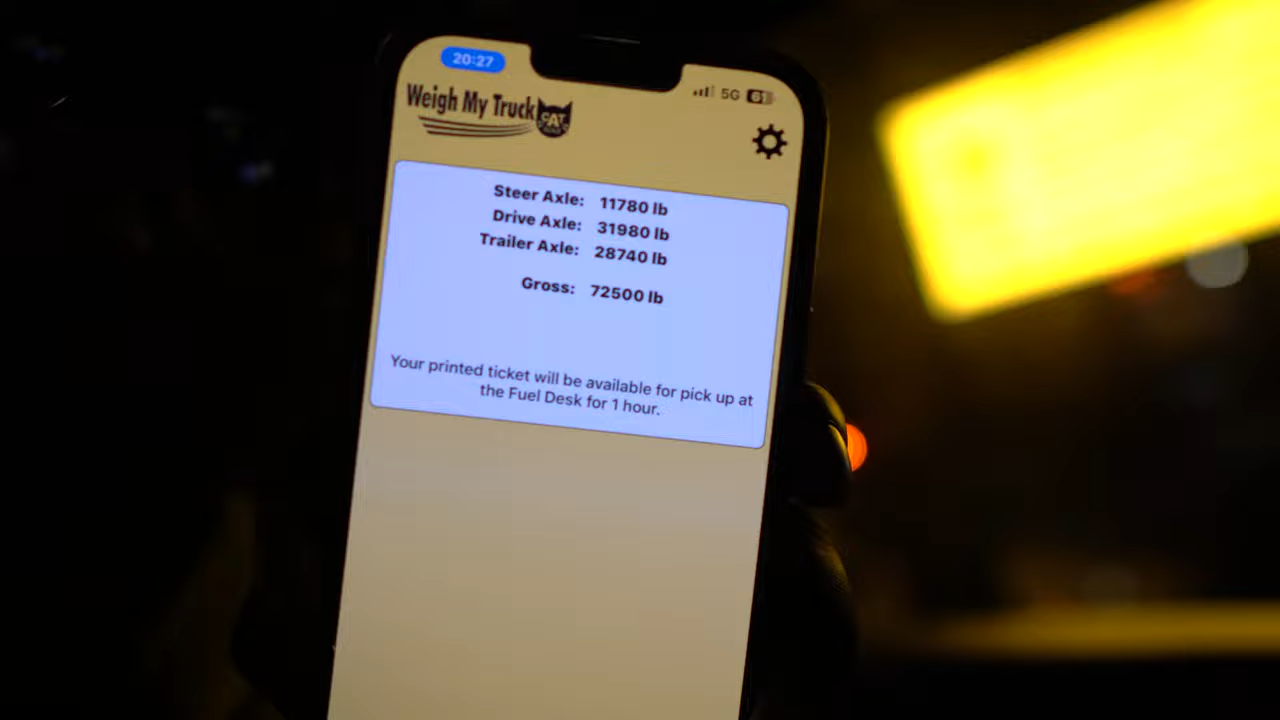 20:27
5G 61
Weigh My Truck CAT
Steer Axle: 11780 lb
Drive Axle: 31980 lb
Trailer Axle: 28740 lb
Gross: 72500 lb
Your printed ticket will be available for pick up at
the Fuel Desk for 1 hour.